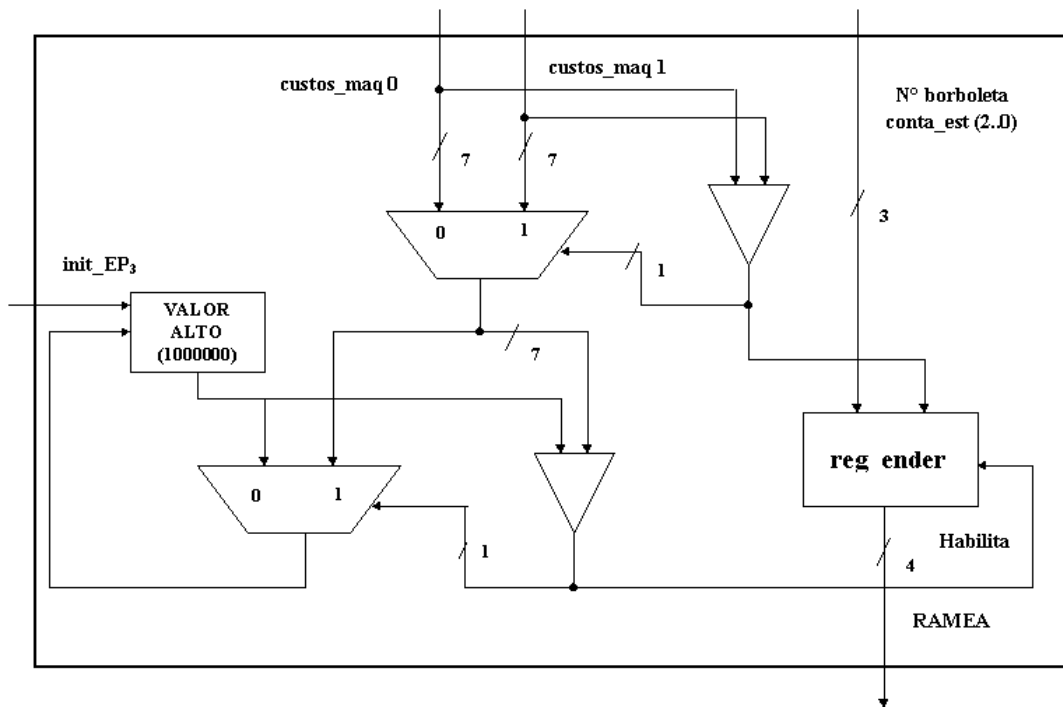 custos_maq 1
custos_maq 0
N° borboleta
conta_est (2..0)
7
7
3
0
1
1
init_EP₃
VALOR
ALTO
(1000000)
7
reg ender
0
1
1
Habilita
4
RAMEA